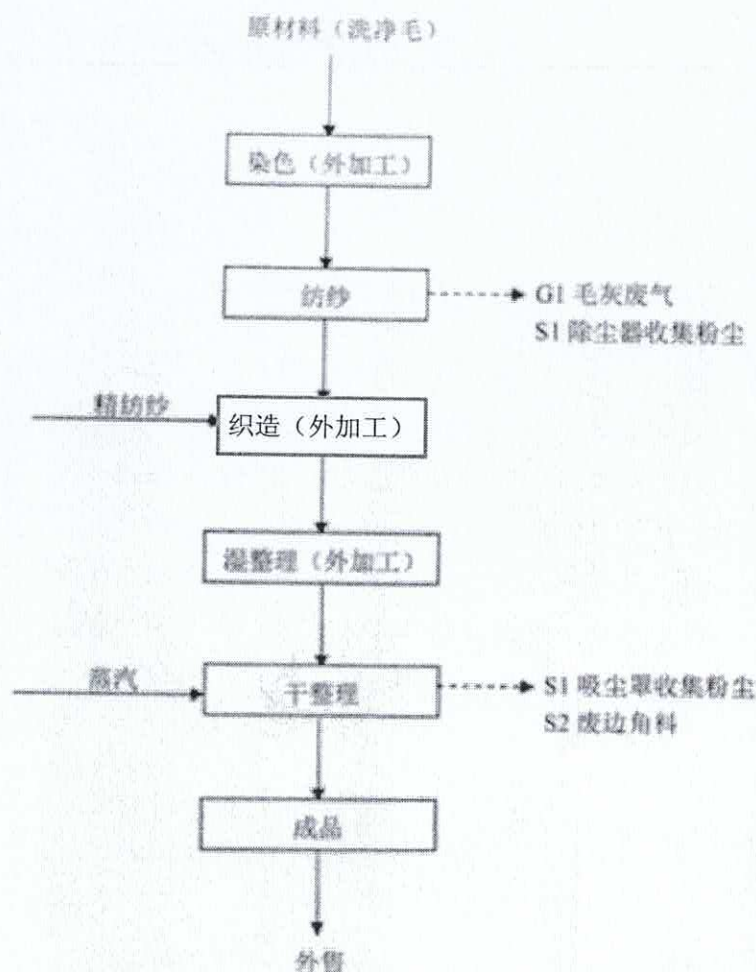 原材料（洗净毛）
染色（外加工）
纺纱
G1 毛灰废气
S1 除尘器收集粉尘
精纺纱
织造（外加工）
湿整理（外加工）
蒸汽
干整理
S1 吸尘罩收集粉尘
S2 废边角料
成品
外售